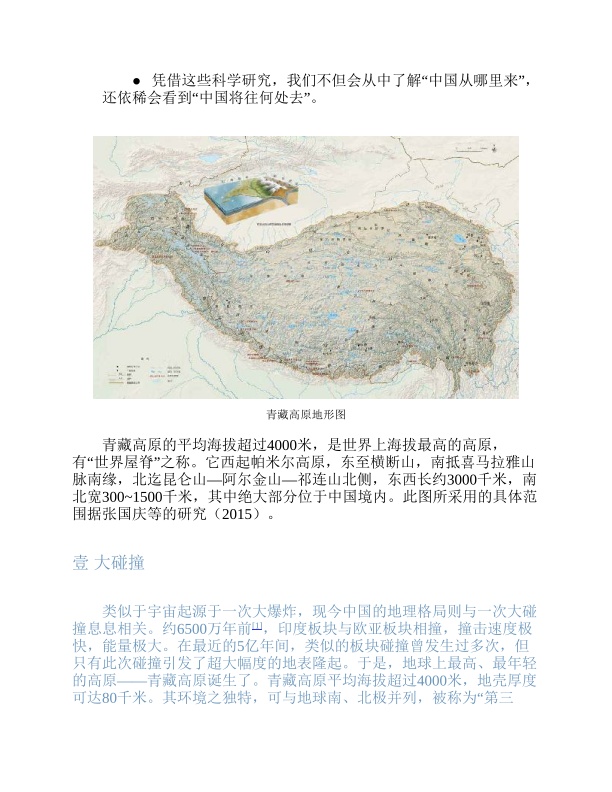 ● 凭借这些科学研究，我们不但会从中了解“中国从哪里来”，
还依稀会看到“中国将往何处去”。
青藏高原地形图
青藏高原的平均海拔超过4000米，是世界上海拔最高的高原，
有“世界屋脊”之称。它西起帕米尔高原，东至横断山，南抵喜马拉雅山
脉南缘，北迄昆仑山—阿尔金山—祁连山北侧，东西长约3000千米，南
北宽300~1500千米，其中绝大部分位于中国境内。此图所采用的具体范
围据张国庆等的研究（2015）。
壹 大碰撞
类似于宇宙起源于一次大爆炸，现今中国的地理格局则与一次大碰
撞息息相关。约6500万年前[1]，印度板块与欧亚板块相撞，撞击速度极
快，能量极大。在最近的5亿年间，类似的板块碰撞曾发生过多次，但
只有此次碰撞引发了超大幅度的地表隆起。于是，地球上最高、最年轻
的高原——青藏高原诞生了。青藏高原平均海拔超过4000米，地壳厚度
可达80千米。其环境之独特，可与地球南、北极并列，被称为“第三